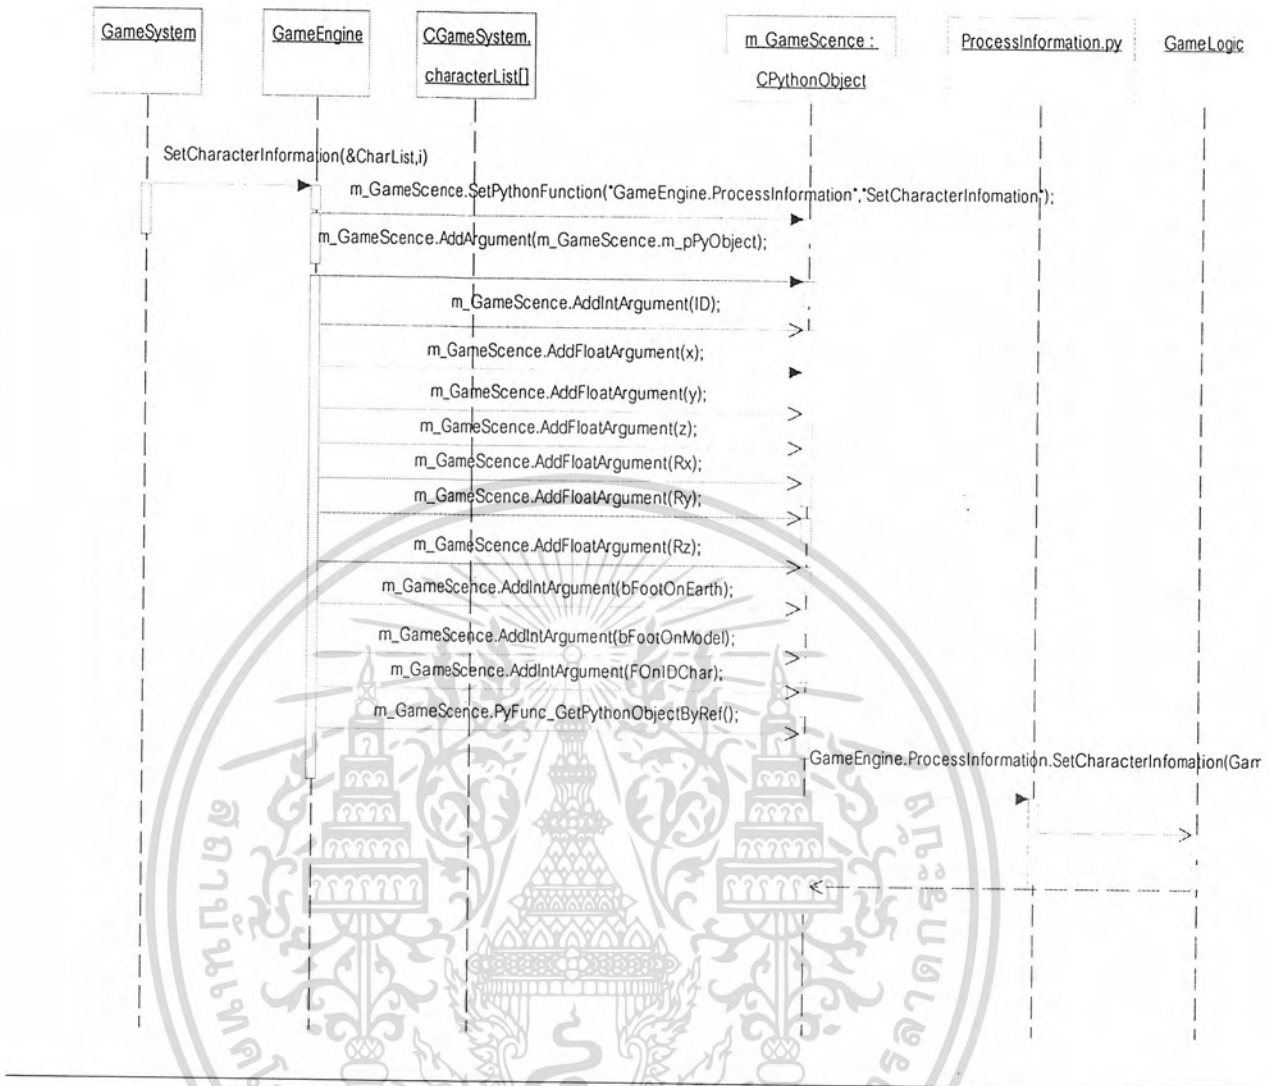 GameSystem
GameEngine
CGameSystem.
characterList[]
m_GameScence :
CPythonObject
ProcessInformation.py
GameLogic
SetCharacterInformation(&CharList,i)
m_GameScence.SetPythonFunction("GameEngine.ProcessInformation","SetCharacterInfomation");
m_GameScence.AddArgument(m_GameScence.m_pPyObject);
m_GameScence.AddIntArgument(ID);
m_GameScence.AddFloatArgument(x);
m_GameScence.AddFloatArgument(y);
m_GameScence.AddFloatArgument(z);
m_GameScence.AddFloatArgument(Rx);
m_GameScence.AddFloatArgument(Ry);
m_GameScence.AddFloatArgument(Rz);
m_GameScence.AddIntArgument(bFootOnEarth);
m_GameScence.AddIntArgument(bFootOnModel);
m_GameScence.AddIntArgument(FOnIDChar);
m_GameScence.PyFunc_GetPythonObjectByRef();
GameEngine.ProcessInformation.SetCharacterInfomation(Gam